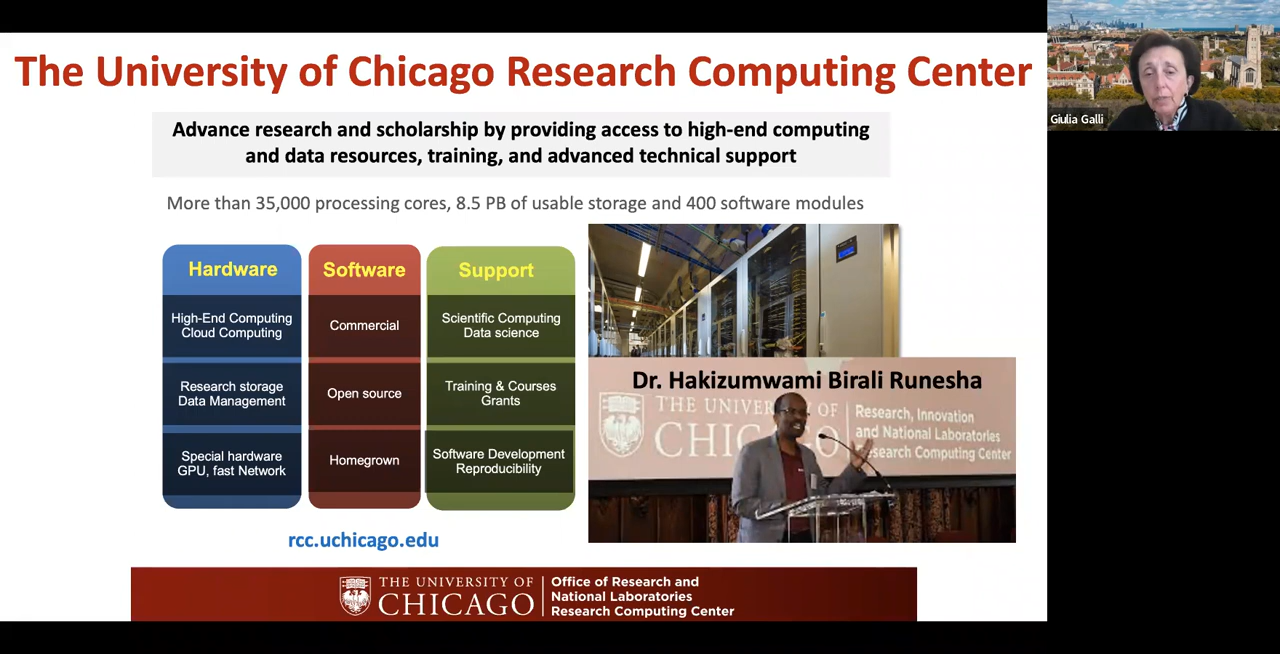 The University of Chicago Research Computing Center
Giulia Galli
Advance research and scholarship by providing access to high-end computing
and data resources, training, and advanced technical support
More than 35,000 processing cores, 8.5 PB of usable storage and 400 software modules
Hardware
High-End Computing
Cloud Computing
Research storage
Data Management
Special hardware
GPU, fast Network
Software
Commercial
Open source
Homegrown
Support
Scientific Computing
Data science
Training & Courses
Grants
Software Development
Reproducibility
Dr. Hakizumwami Birali Runesha
THE UNIVERSITY OF
CHICAGO
Research, Innovation
and National Laboratories
Research Computing Center
rcc.uchicago.edu
THE UNIVERSITY OF
CHICAGO
Office of Research and
National Laboratories
Research Computing Center